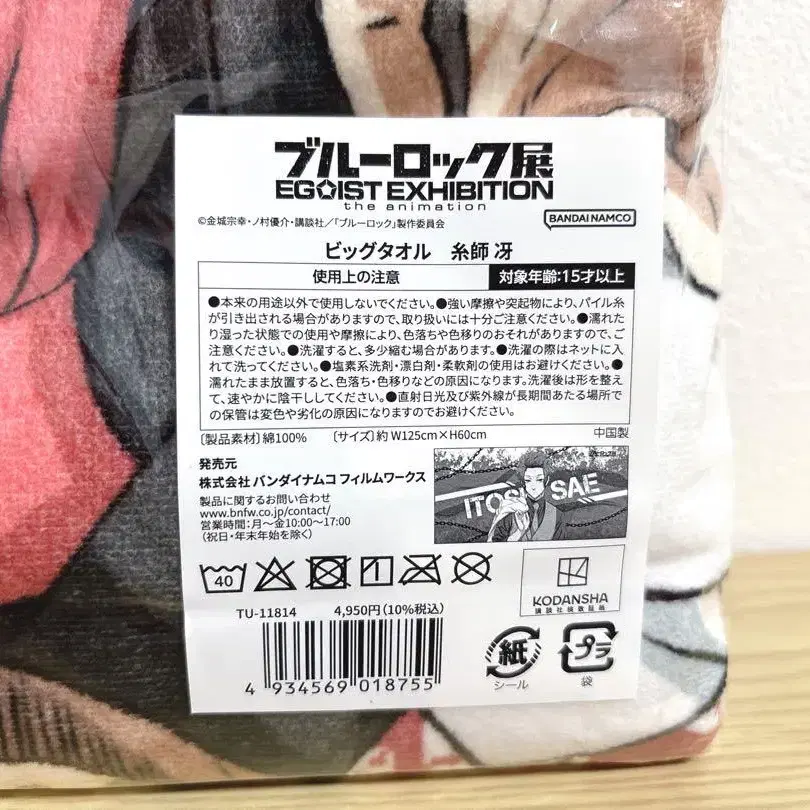 ブルーロック展
EGOIST EXHIBITION
the animation
©金城宗幸・ノ村優介・講談社/「ブルーロック」製作委員会
BANDAI NAMCO
ビッグタオル 糸師 冴
使用上の注意
対象年齢:15才以上
●本来の用途以外で使用しないでください。●強い摩擦や突起物により、パイル糸
が引き出される場合がありますので、取り扱いには十分ご注意ください。●濡れた
り湿った状態での使用や摩擦により、色落ちや色移りのおそれがありますので、ご
注意ください。●洗濯すると、多少縮む場合があります。●洗濯の際はネットに入
れて洗ってください。●塩素系洗剤・漂白剤・柔軟剤の使用はお避けください。●
濡れたまま放置すると、色落ち・色移りなどの原因になります。洗濯後は形を整え
て、速やかに陰干ししてください。●直射日光及び紫外線が長期間あたる場所で
の保管は変色や劣化の原因になりますのでお避けください。
〔製品素材〕綿100% 〔サイズ〕約 W125cm×H60cm
中国製
発売元
株式会社 バンダイナムコ フィルムワークス
製品に関するお問い合わせ
www.bnfw.co.jp/contact/
営業時間:月〜金10:00〜17:00
(祝日・年末年始を除く)
ITOSHI SAE
40
TU-11814 4,950円(10%税込)
4 934569 018755
KODANSHA
講談社検数証紙
紙
シール
プラ
袋